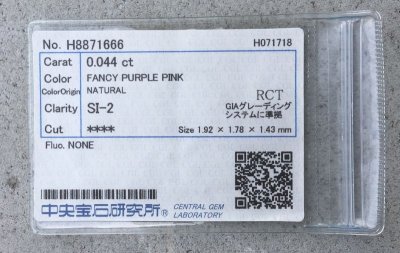 No. H8871666 H071718
Carat 0.044 ct
Color FANCY PURPLE PINK
ColorOrigin NATURAL
RCT
Clarity SI-2
GIAグレーディング
システムに準拠
Cut **** Size 1.92 × 1.78 × 1.43 mm
Fluo. NONE
中央宝石研究所® CENTRAL GEM
LABORATORY